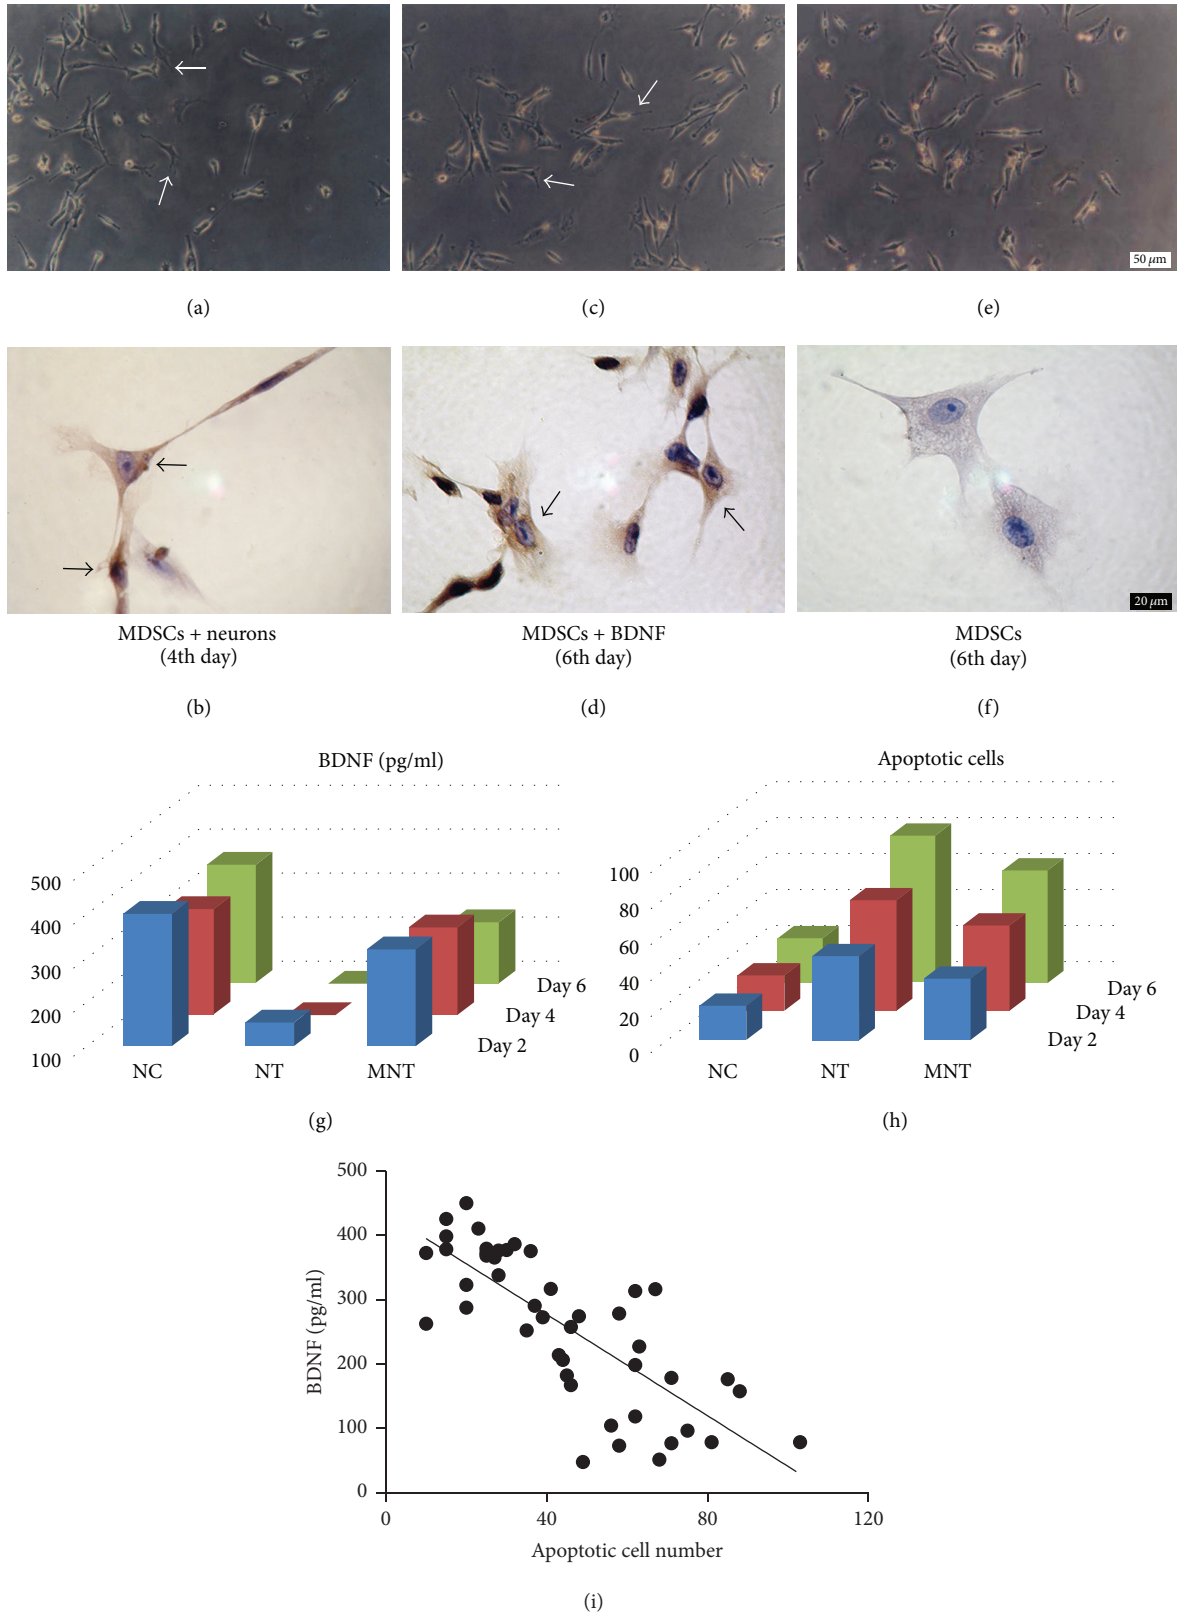 50 μm
(a)
(c)
(e)
20 μm
MDSCs + neurons
(4th day)
MDSCs + BDNF
(6th day)
MDSCs
(6th day)
(b)
(d)
(f)
BDNF (pg/ml)
500
400
300
200
100
NC
NT
MNT
Day 2
Day 4
Day 6
(g)
Apoptotic cells
100
80
60
40
20
0
NC
NT
MNT
Day 2
Day 4
Day 6
(h)
BDNF (pg/ml)
500
400
300
200
100
0
0
40
80
120
Apoptotic cell number
(i)